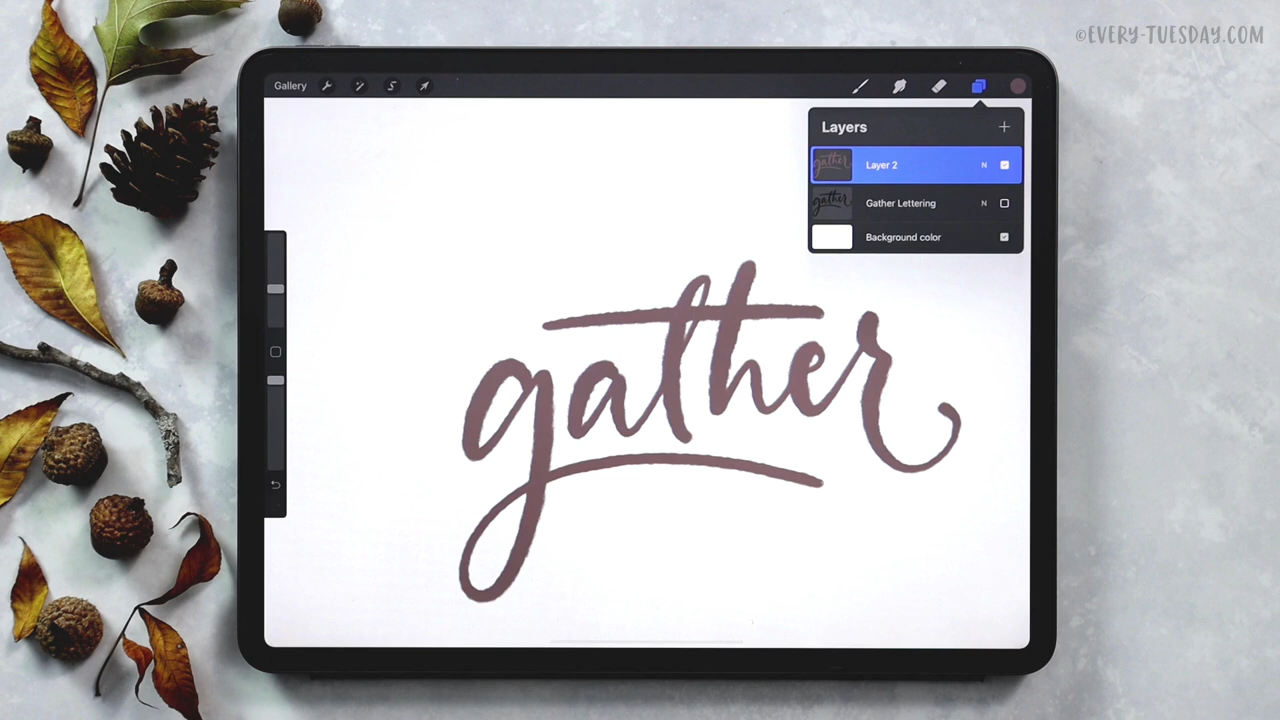 ©EVERY-TUESDAY.COM
Gallery
Layers
Layer 2 N
Gather Lettering N
Background color
gather